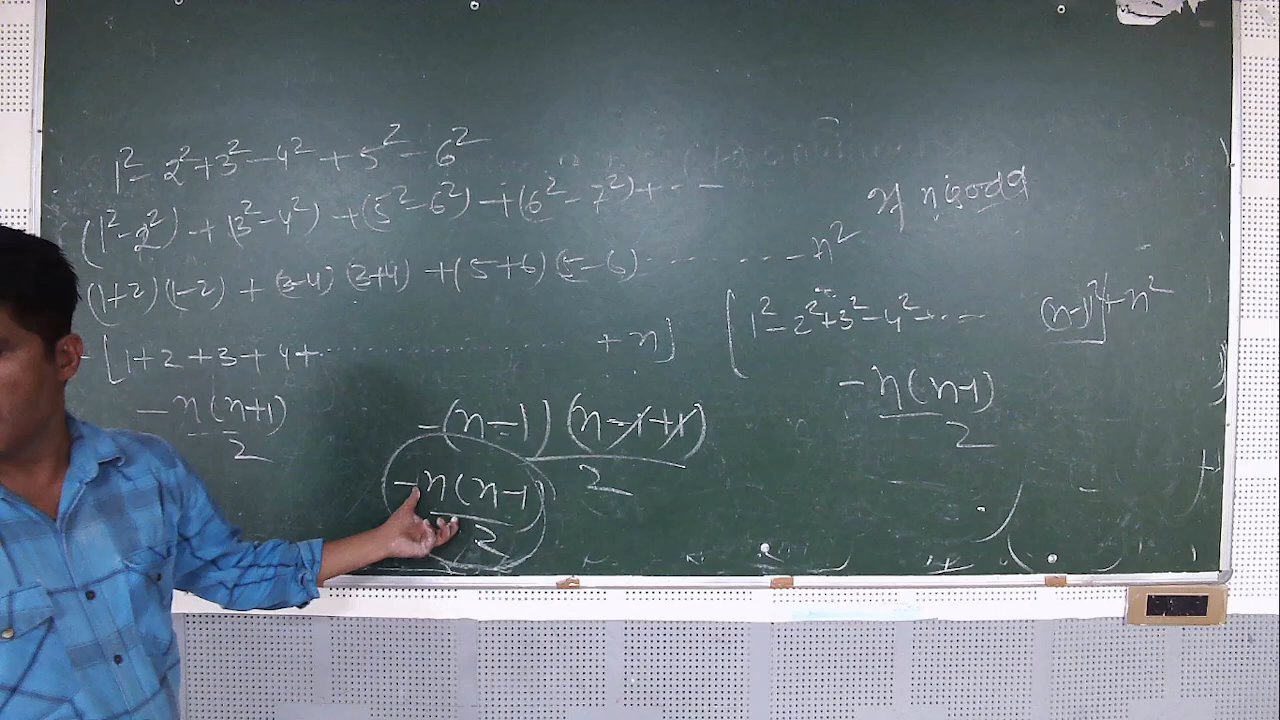 1² - 2² + 3² - 4² + 5² - 6²
(1² - 2²) + (3² - 4²) + (5² - 6²) + (6² - 7²) + - - -
(1+2)(1-2) + (3-4)(3+4) + (5+6)(5-6) ........ - n²
- [1+2+3+4+ .................. + n]
- n(n+1)/2
-(n-1)(n-1+1)/2
-n(n-1/2
If n is odd
[1² - 2² + 3² - 4² + - - - (n-1)²] + n²
- n(n-1)/2